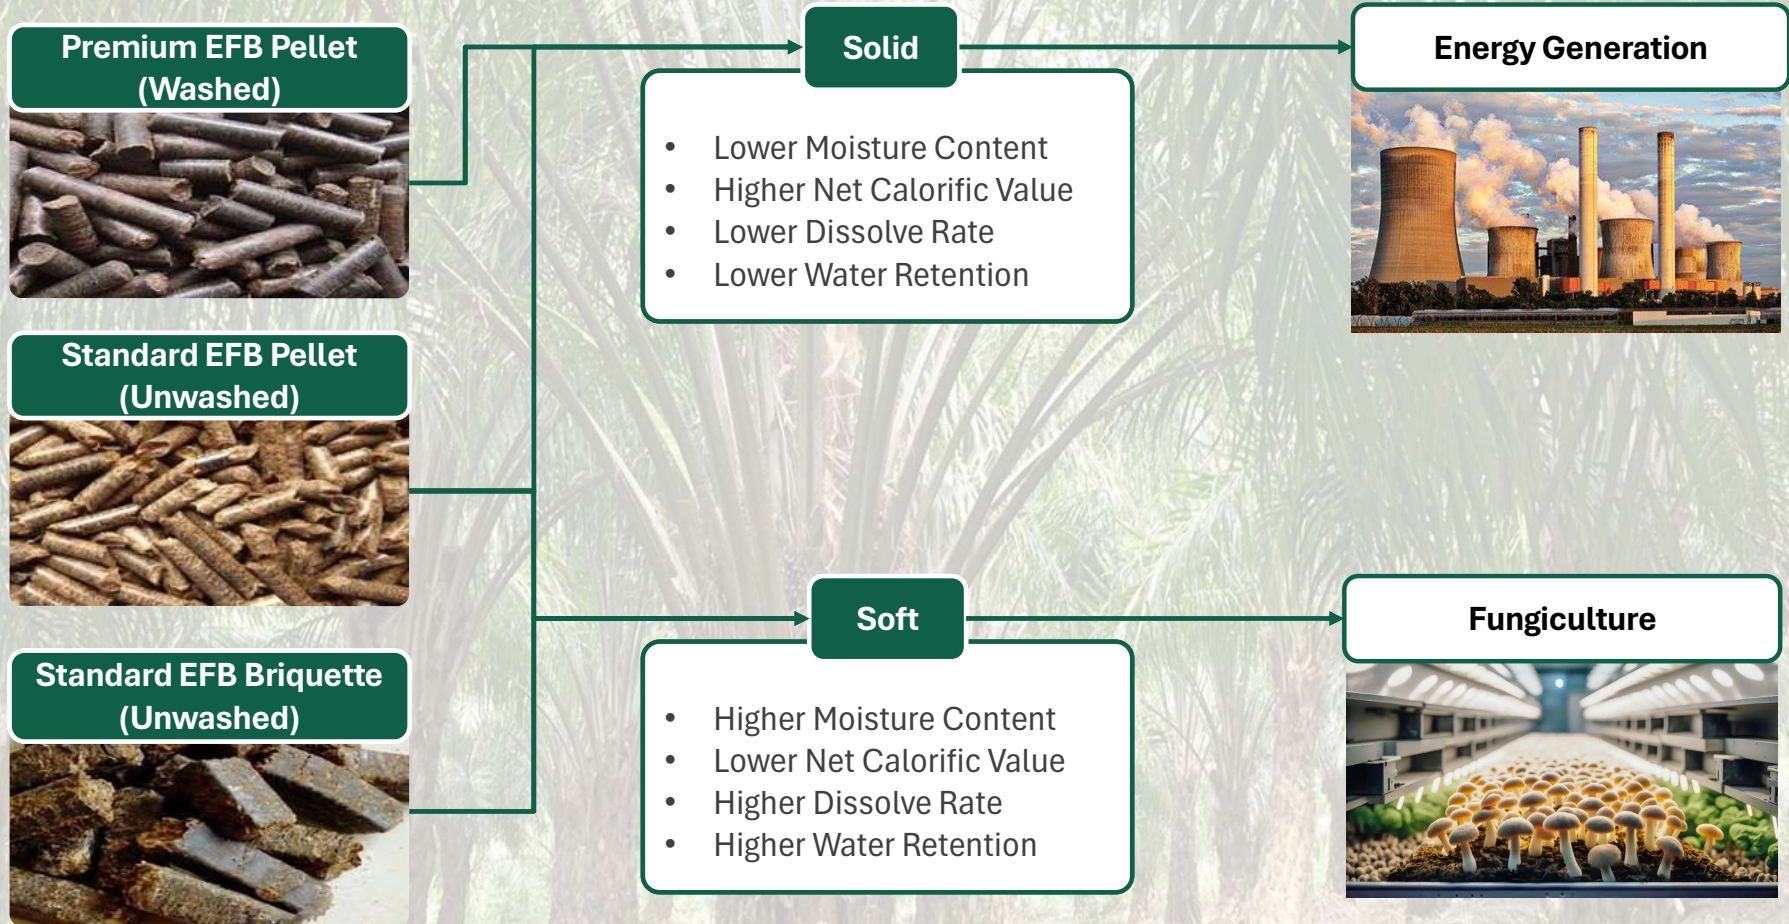 Premium EFB Pellet
(Washed)
Standard EFB Pellet
(Unwashed)
Standard EFB Briquette
(Unwashed)
Solid
• Lower Moisture Content
• Higher Net Calorific Value
• Lower Dissolve Rate
• Lower Water Retention
Soft
• Higher Moisture Content
• Lower Net Calorific Value
• Higher Dissolve Rate
• Higher Water Retention
Energy Generation
Fungiculture